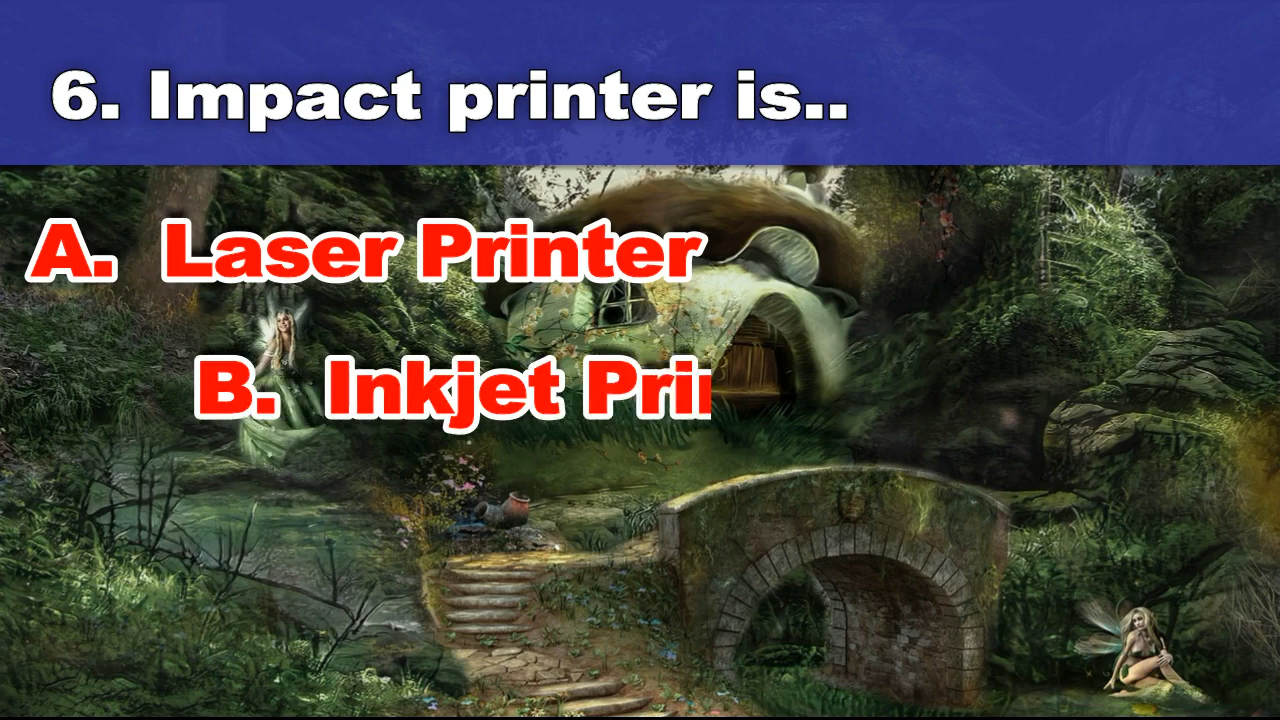 6. Impact printer is..
A. Laser Printer
B. Inkjet